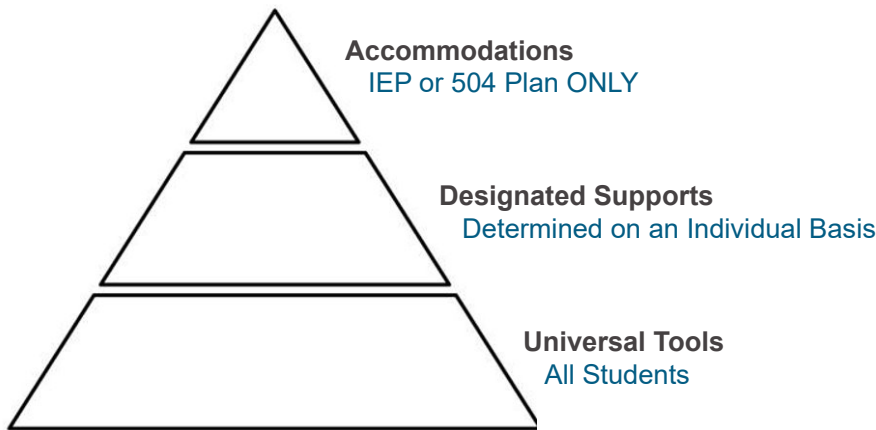 Accommodations
IEP or 504 Plan ONLY
Designated Supports
Determined on an Individual Basis
Universal Tools
All Students